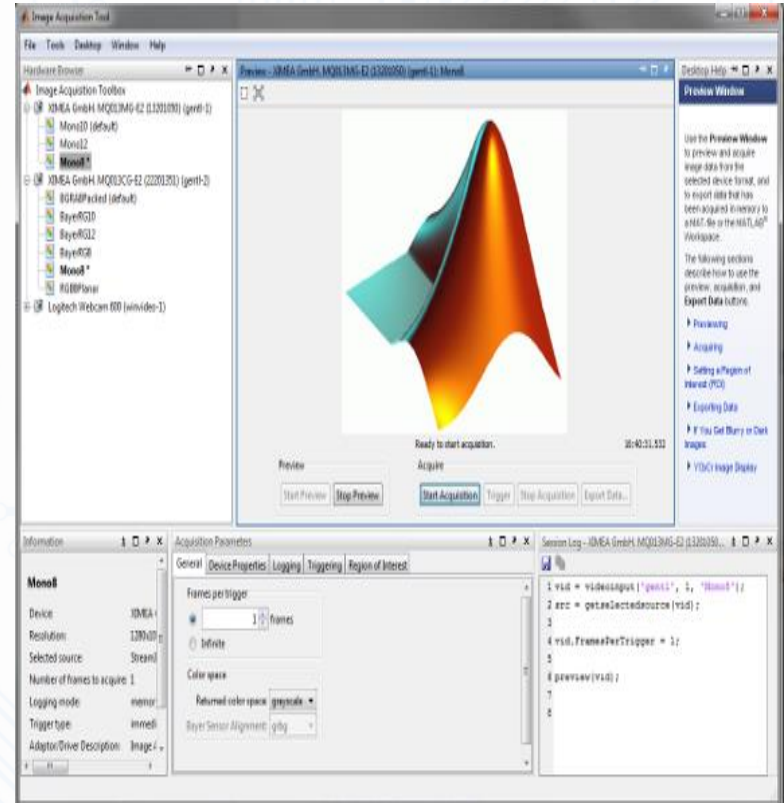 Image Acquisition Tool
File Tools Desktop Window Help
Hardware Browser
Image Acquisition Toolbox
XIMEA GmbH. MQ013MG-E2 (13201050) (gentl-1)
Mono10 (default)
Mono12
Mono8 *
XIMEA GmbH. MQ013CG-E2 (22201351) (gentl-2)
BGRA8Packed (default)
BayerRG10
BayerRG12
BayerRG8
Mono8 *
RGB8Planar
Logitech Webcam 600 (winvideo-1)
Preview - XIMEA GmbH. MQ013MG-E2 (13201050) (gentl-1): Mono8
Ready to start acquisition.
16:40:31.532
Preview
Start Preview Stop Preview
Acquire
Start Acquisition Trigger Stop Acquisition Export Data...
Desktop Help
Preview Window
Use the Preview Window
to preview and acquire
image data from the
selected device format, and
to export data that has
been acquired in memory to
a MAT-file or the MATLAB®
Workspace.
The following sections
describe how to use the
preview, acquisition, and
Export Data buttons.
Previewing
Acquiring
Setting a Region of
Interest (ROI)
Exporting Data
If You Get Blurry or Dark
Images
YCbCr Image Display
Information
Mono8
Device: XIMEA
Resolution: 1280x10
Selected source: Stream
Number of frames to acquire: 1
Logging mode: memor
Trigger type: immedi
Adaptor/Driver Description: Image A
Acquisition Parameters
General Device Properties Logging Triggering Region of Interest
Frames per trigger
1 frames
Infinite
Color space
Returned color space: grayscale
Bayer Sensor Alignment: grbg
Session Log - XIMEA GmbH. MQ013MG-E2 (13201050...
1 vid = videoinput('gentl', 1, 'Mono8');
2 src = getselectedsource(vid);
3
4 vid.FramesPerTrigger = 1;
5
6 preview(vid);
7
8